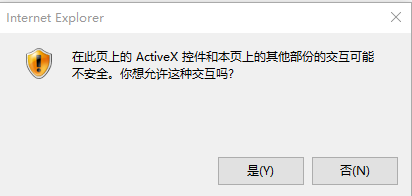 Internet Explorer
在此页上的 ActiveX 控件和本页上的其他部份的交互可能
不安全。你想允许这种交互吗?
是(Y)
否(N)